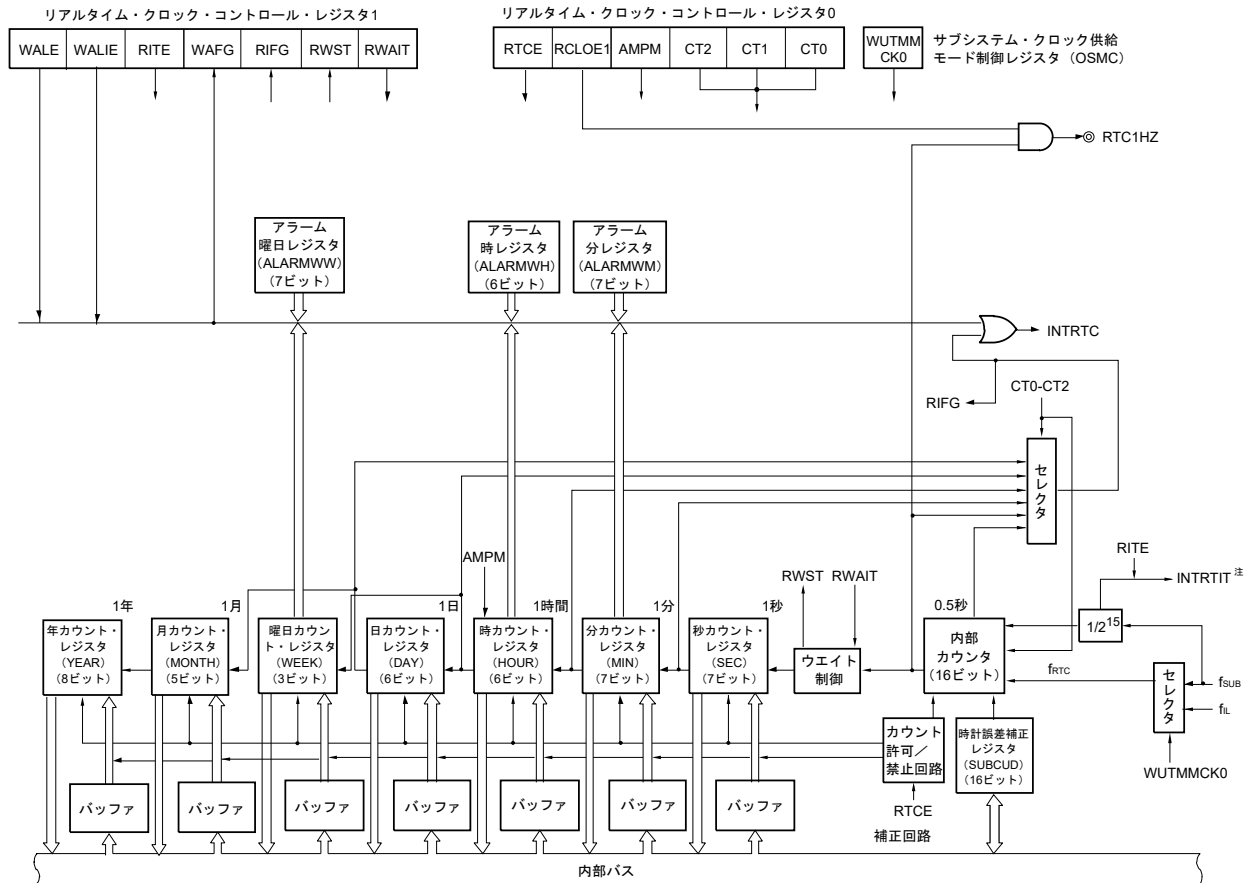 リアルタイム・クロック・コントロール・レジスタ1
リアルタイム・クロック・コントロール・レジスタ0
WALE WALIE RITE WAFG RIFG RWST RWAIT
RTCE RCLOE1 AMPM CT2 CT1 CT0
WUTMM
CK0
サブシステム・クロック供給
モード制御レジスタ（OSMC）
RTC1HZ
アラーム
曜日レジスタ
(ALARMWW)
(7ビット)
アラーム
時レジスタ
(ALARMWH)
(6ビット)
アラーム
分レジスタ
(ALARMWM)
(7ビット)
INTRTC
RIFG
CT0-CT2
セレクタ
RITE
INTRTIT 注
AMPM
RWST RWAIT
1年
1月
1日
1時間
1分
1秒
0.5秒
年カウント・
レジスタ
(YEAR)
(8ビット)
月カウント・
レジスタ
(MONTH)
(5ビット)
曜日カウン
ト・レジスタ
(WEEK)
(3ビット)
日カウント・
レジスタ
(DAY)
(6ビット)
時カウント・
レジスタ
(HOUR)
(6ビット)
分カウント・
レジスタ
(MIN)
(7ビット)
秒カウント・
レジスタ
(SEC)
(7ビット)
ウエイト
制御
内部
カウンタ
(16ビット)
1/2¹⁵
fRTC
セレクタ
fSUB
fIL
WUTMMCK0
カウント
許可／
禁止回路
時計誤差補正
レジスタ
(SUBCUD)
(16ビット)
RTCE
補正回路
バッファ
バッファ
バッファ
バッファ
バッファ
バッファ
バッファ
内部バス